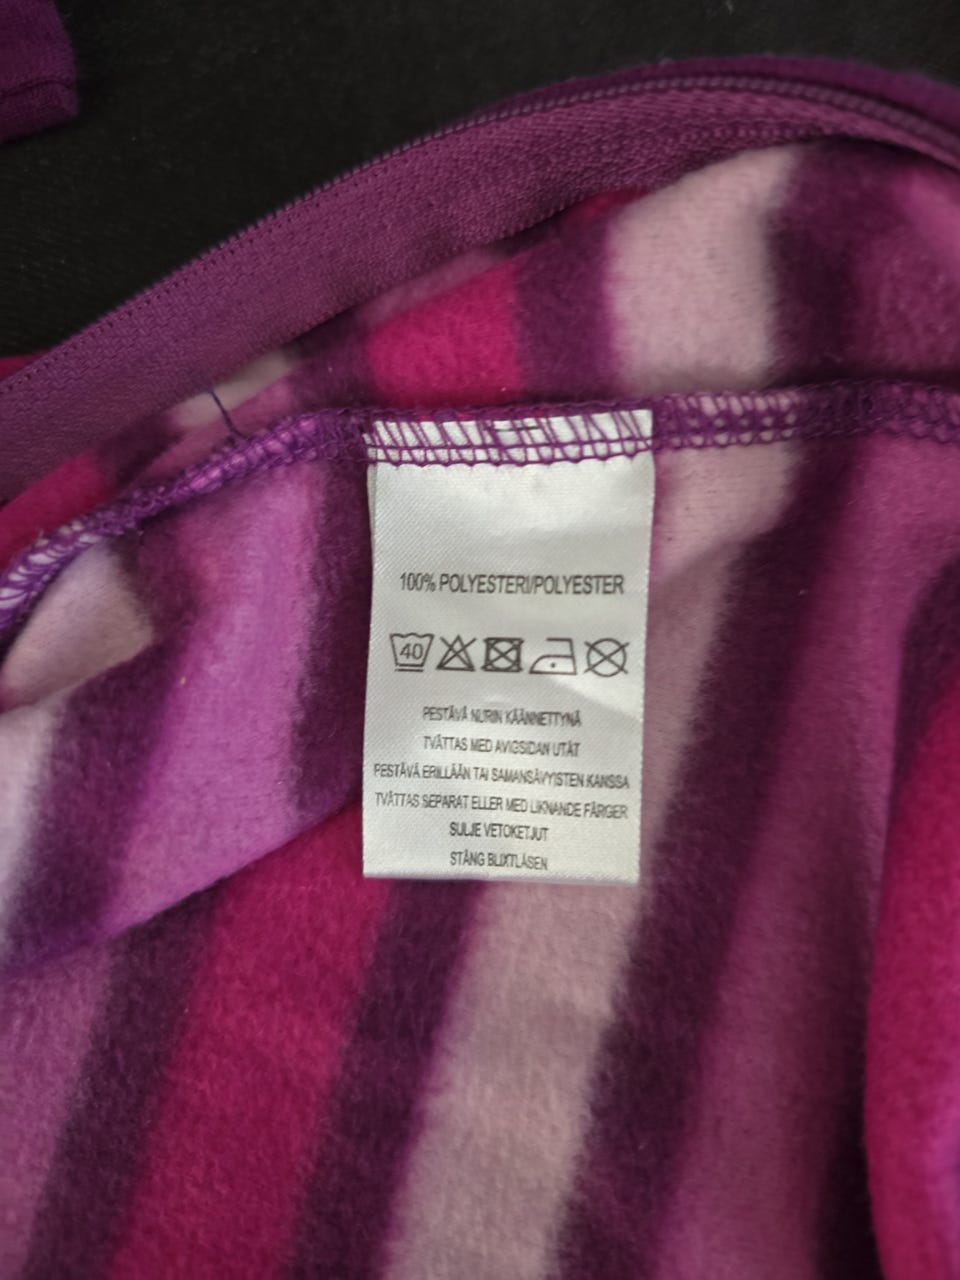 100% POLYESTERI/POLYESTER
40
PESTÄVÄ NURIN KÄÄNNETTYNÄ
TVÄTTAS MED AVIGSIDAN UTÅT
PESTÄVÄ ERILLÄÄN TAI SAMANSÄVYISTEN KANSSA
TVÄTTAS SEPARAT ELLER MED LIKNANDE FÄRGER
SULJE VETOKETJUT
STÄNG BLIXTLÅSEN